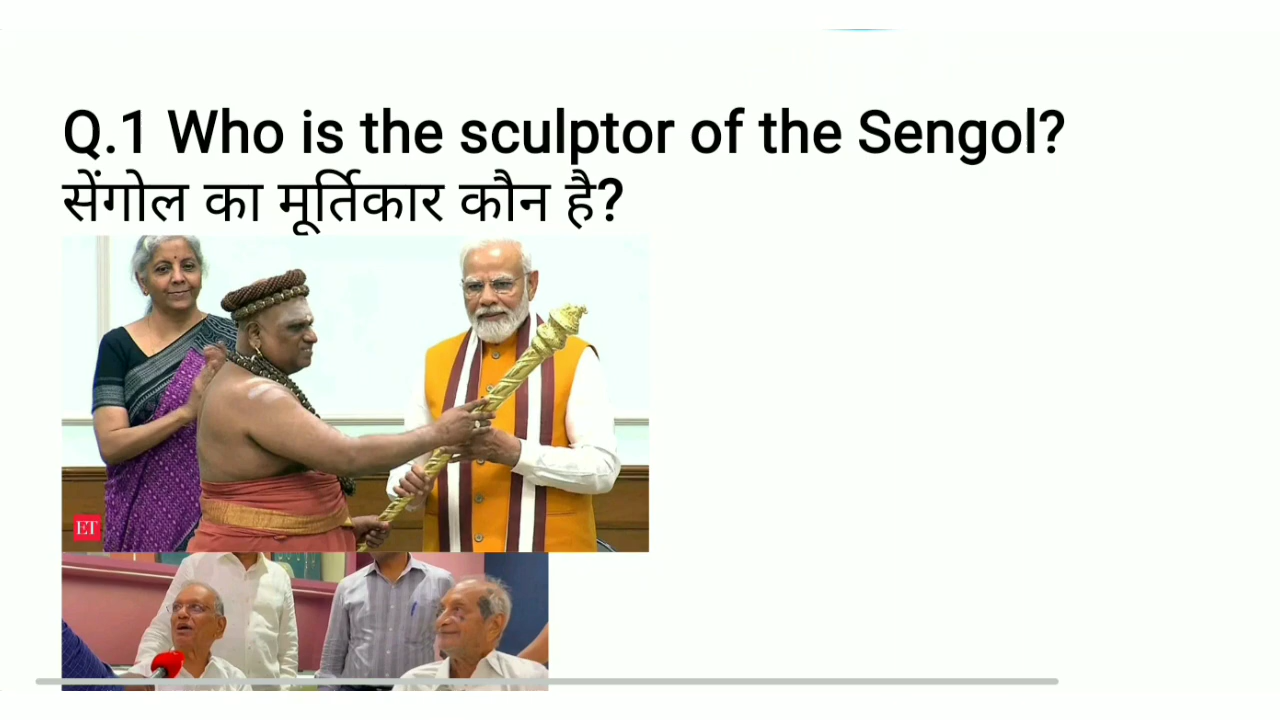 Q.1 Who is the sculptor of the Sengol?
सेंगोल का मूर्तिकार कौन है?
ET